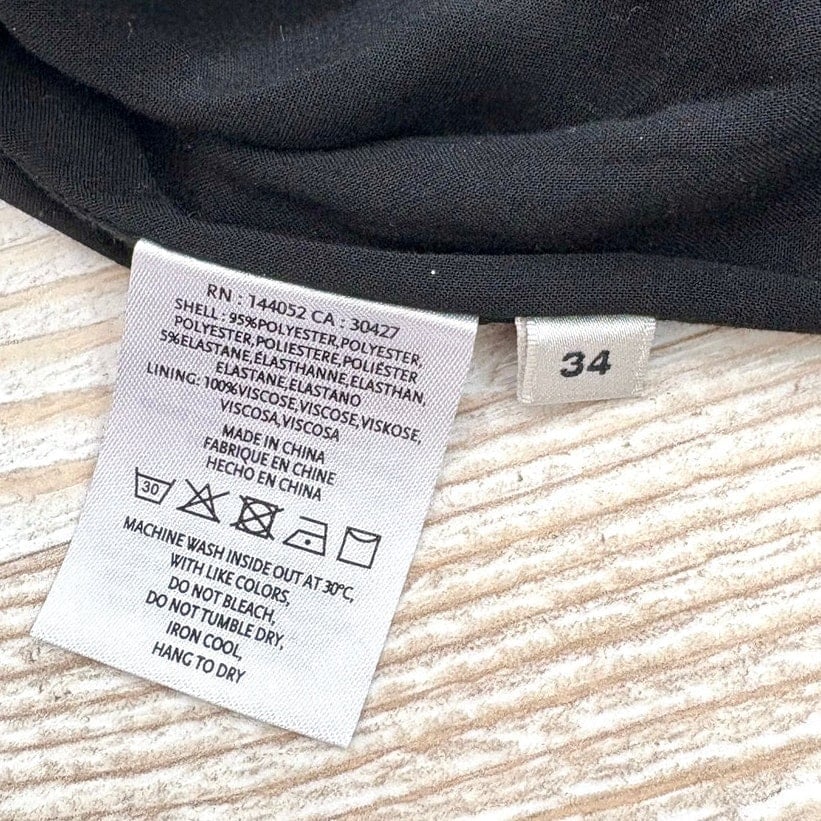 RN : 144052 CA : 30427
SHELL : 95%POLYESTER,POLYESTER,
POLYESTER,POLIESTERE,POLIÉSTER
5%ELASTANE,ÉLASTHANNE,ELASTHAN,
ELASTANE,ELASTANO
LINING: 100%VISCOSE,VISCOSE,VISKOSE,
VISCOSA,VISCOSA
MADE IN CHINA
FABRIQUE EN CHINE
HECHO EN CHINA
30
MACHINE WASH INSIDE OUT AT 30°C,
WITH LIKE COLORS,
DO NOT BLEACH,
DO NOT TUMBLE DRY,
IRON COOL,
HANG TO DRY
34